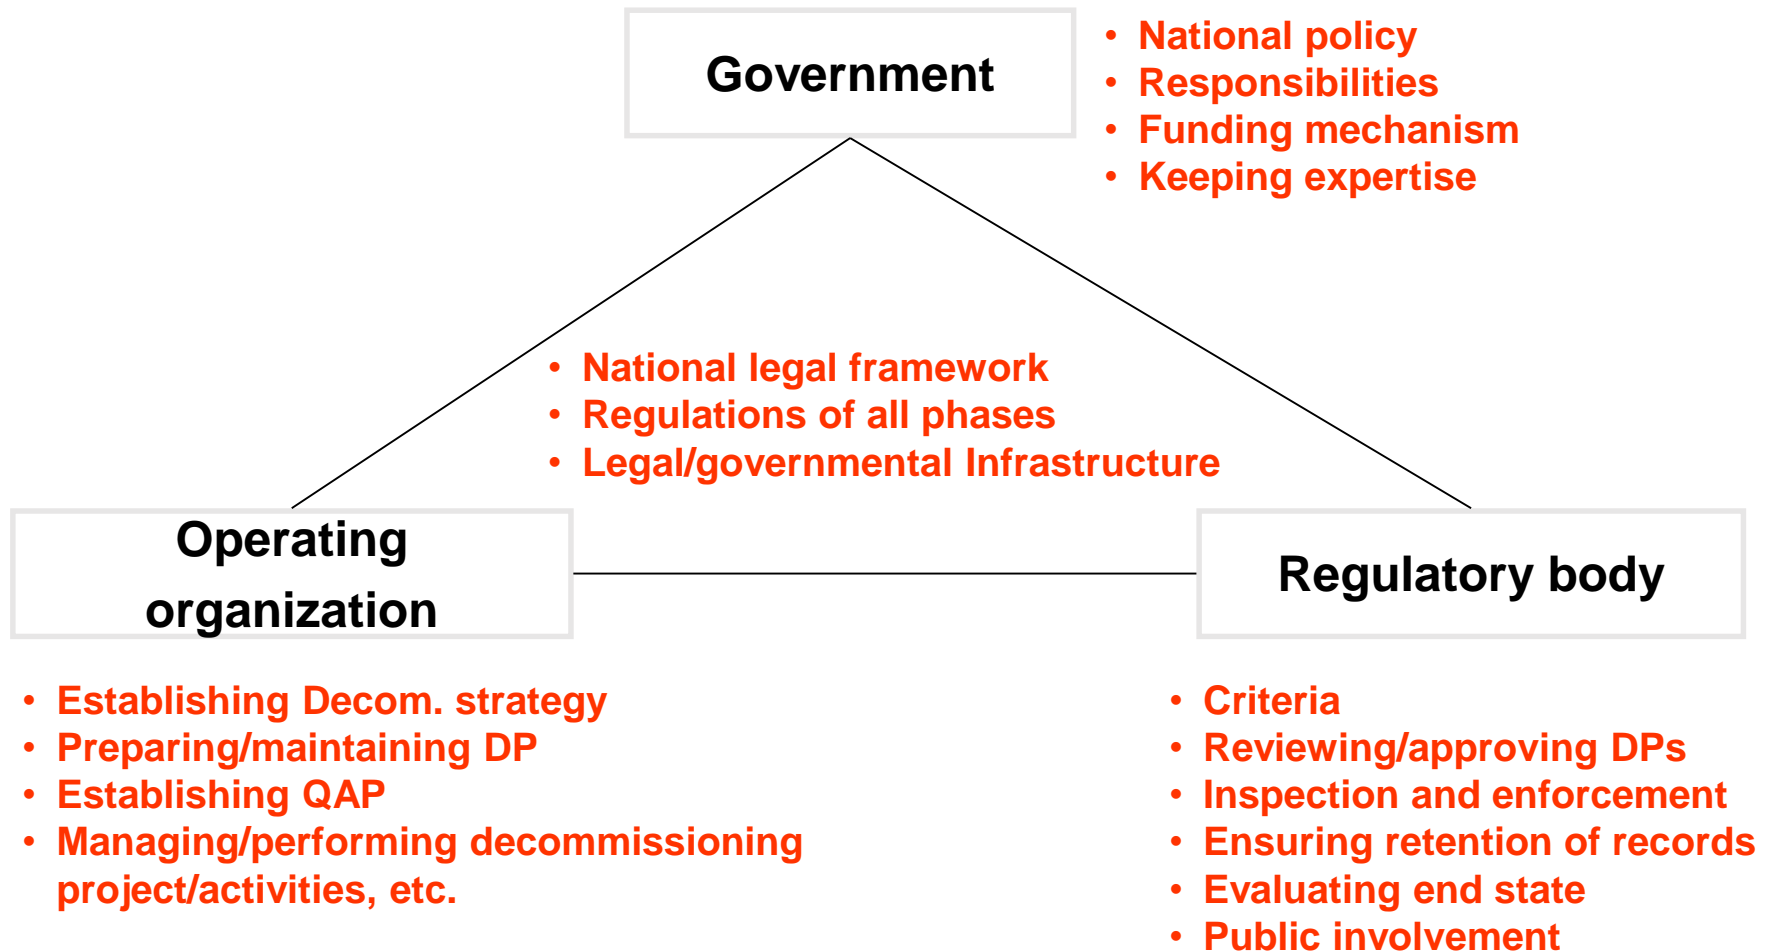 Government
• National policy
• Responsibilities
• Funding mechanism
• Keeping expertise
• National legal framework
• Regulations of all phases
• Legal/governmental Infrastructure
Operating
organization
Regulatory body
• Establishing Decom. strategy
• Preparing/maintaining DP
• Establishing QAP
• Managing/performing decommissioning
project/activities, etc.
• Criteria
• Reviewing/approving DPs
• Inspection and enforcement
• Ensuring retention of records
• Evaluating end state
• Public involvement